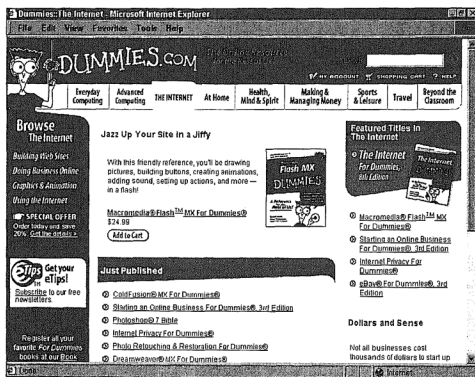 Dummies::The Internet - Microsoft Internet Explorer
File Edit View Favorites Tools Help
DUMMIES.COM
MY ACCOUNT SHOPPING CART ? HELP
Everyday Computing
Advanced Computing
THE INTERNET
At Home
Health, Mind & Spirit
Making & Managing Money
Sports & Leisure
Travel
Beyond the Classroom
Browse
The Internet
Building Web Sites
Doing Business Online
Graphics & Animation
Using the Internet
SPECIAL OFFER
Order today and save
20%. Get the details >
eTips Get your
eTips!
Subscribe to our free
newsletters.
Register all your
favorite For Dummies
books at our Book
Jazz Up Your Site in a Jiffy
With this friendly reference, you'll be drawing
pictures, building buttons, creating animations,
adding sound, setting up actions, and more —
in a flash!
Macromedia® Flash™ MX For Dummies®
$24.99
Add to Cart
Flash MX
DUMMIES
Just Published
ColdFusion® MX For Dummies®
Starting an Online Business For Dummies®, 3rd Edition
Photoshop® 7 Bible
Internet Privacy For Dummies®
Photo Retouching & Restoration For Dummies®
Dreamweaver® MX For Dummies®
Featured Titles In
The Internet
The Internet
For Dummies,
8th Edition
Macromedia® Flash™ MX
For Dummies®
Starting an Online Business
For Dummies®, 3rd Edition
Internet Privacy For
Dummies®
eBay® For Dummies®, 3rd
Edition
Dollars and Sense
Not all businesses cost
thousands of dollars to start up
Internet